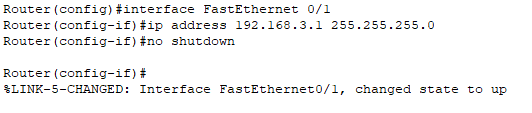 Router(config)#interface FastEthernet 0/1
Router(config-if)#ip address 192.168.3.1 255.255.255.0
Router(config-if)#no shutdown
Router(config-if)#
%LINK-5-CHANGED: Interface FastEthernet0/1, changed state to up